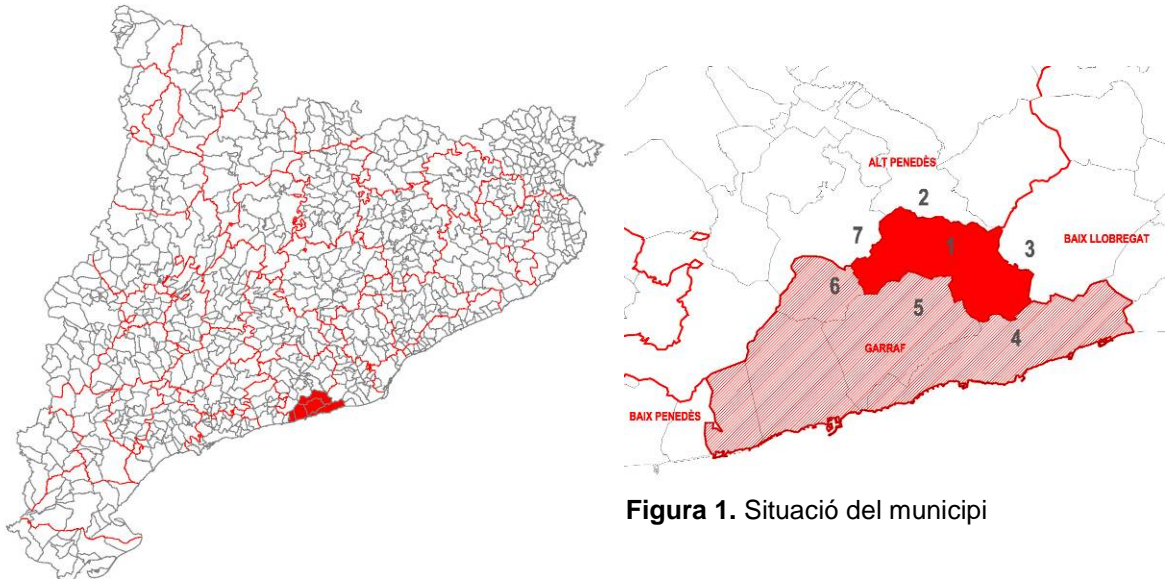 ALT PENEDÈS
2
7
1
3
BAIX LLOBREGAT
6
5
4
GARRAF
BAIX PENEDÈS
Figura 1. Situació del municipi